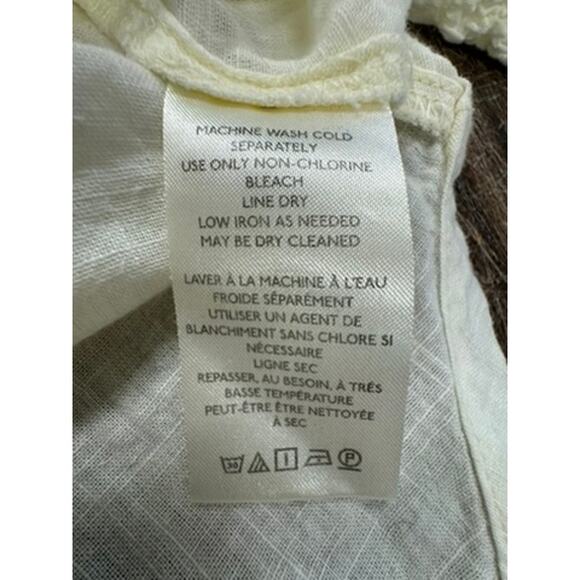 MACHINE WASH COLD
SEPARATELY
USE ONLY NON-CHLORINE
BLEACH
LINE DRY
LOW IRON AS NEEDED
MAY BE DRY CLEANED
LAVER À LA MACHINE À L'EAU
FROIDE SÉPARÉMENT
UTILISER UN AGENT DE
BLANCHIMENT SANS CHLORE SI
NÉCESSAIRE
LIGNE SEC
REPASSER, AU BESOIN, À TRÉS
BASSE TEMPÉRATURE
PEUT-ÊTRE ÊTRE NETTOYÉE
À SEC
30 P